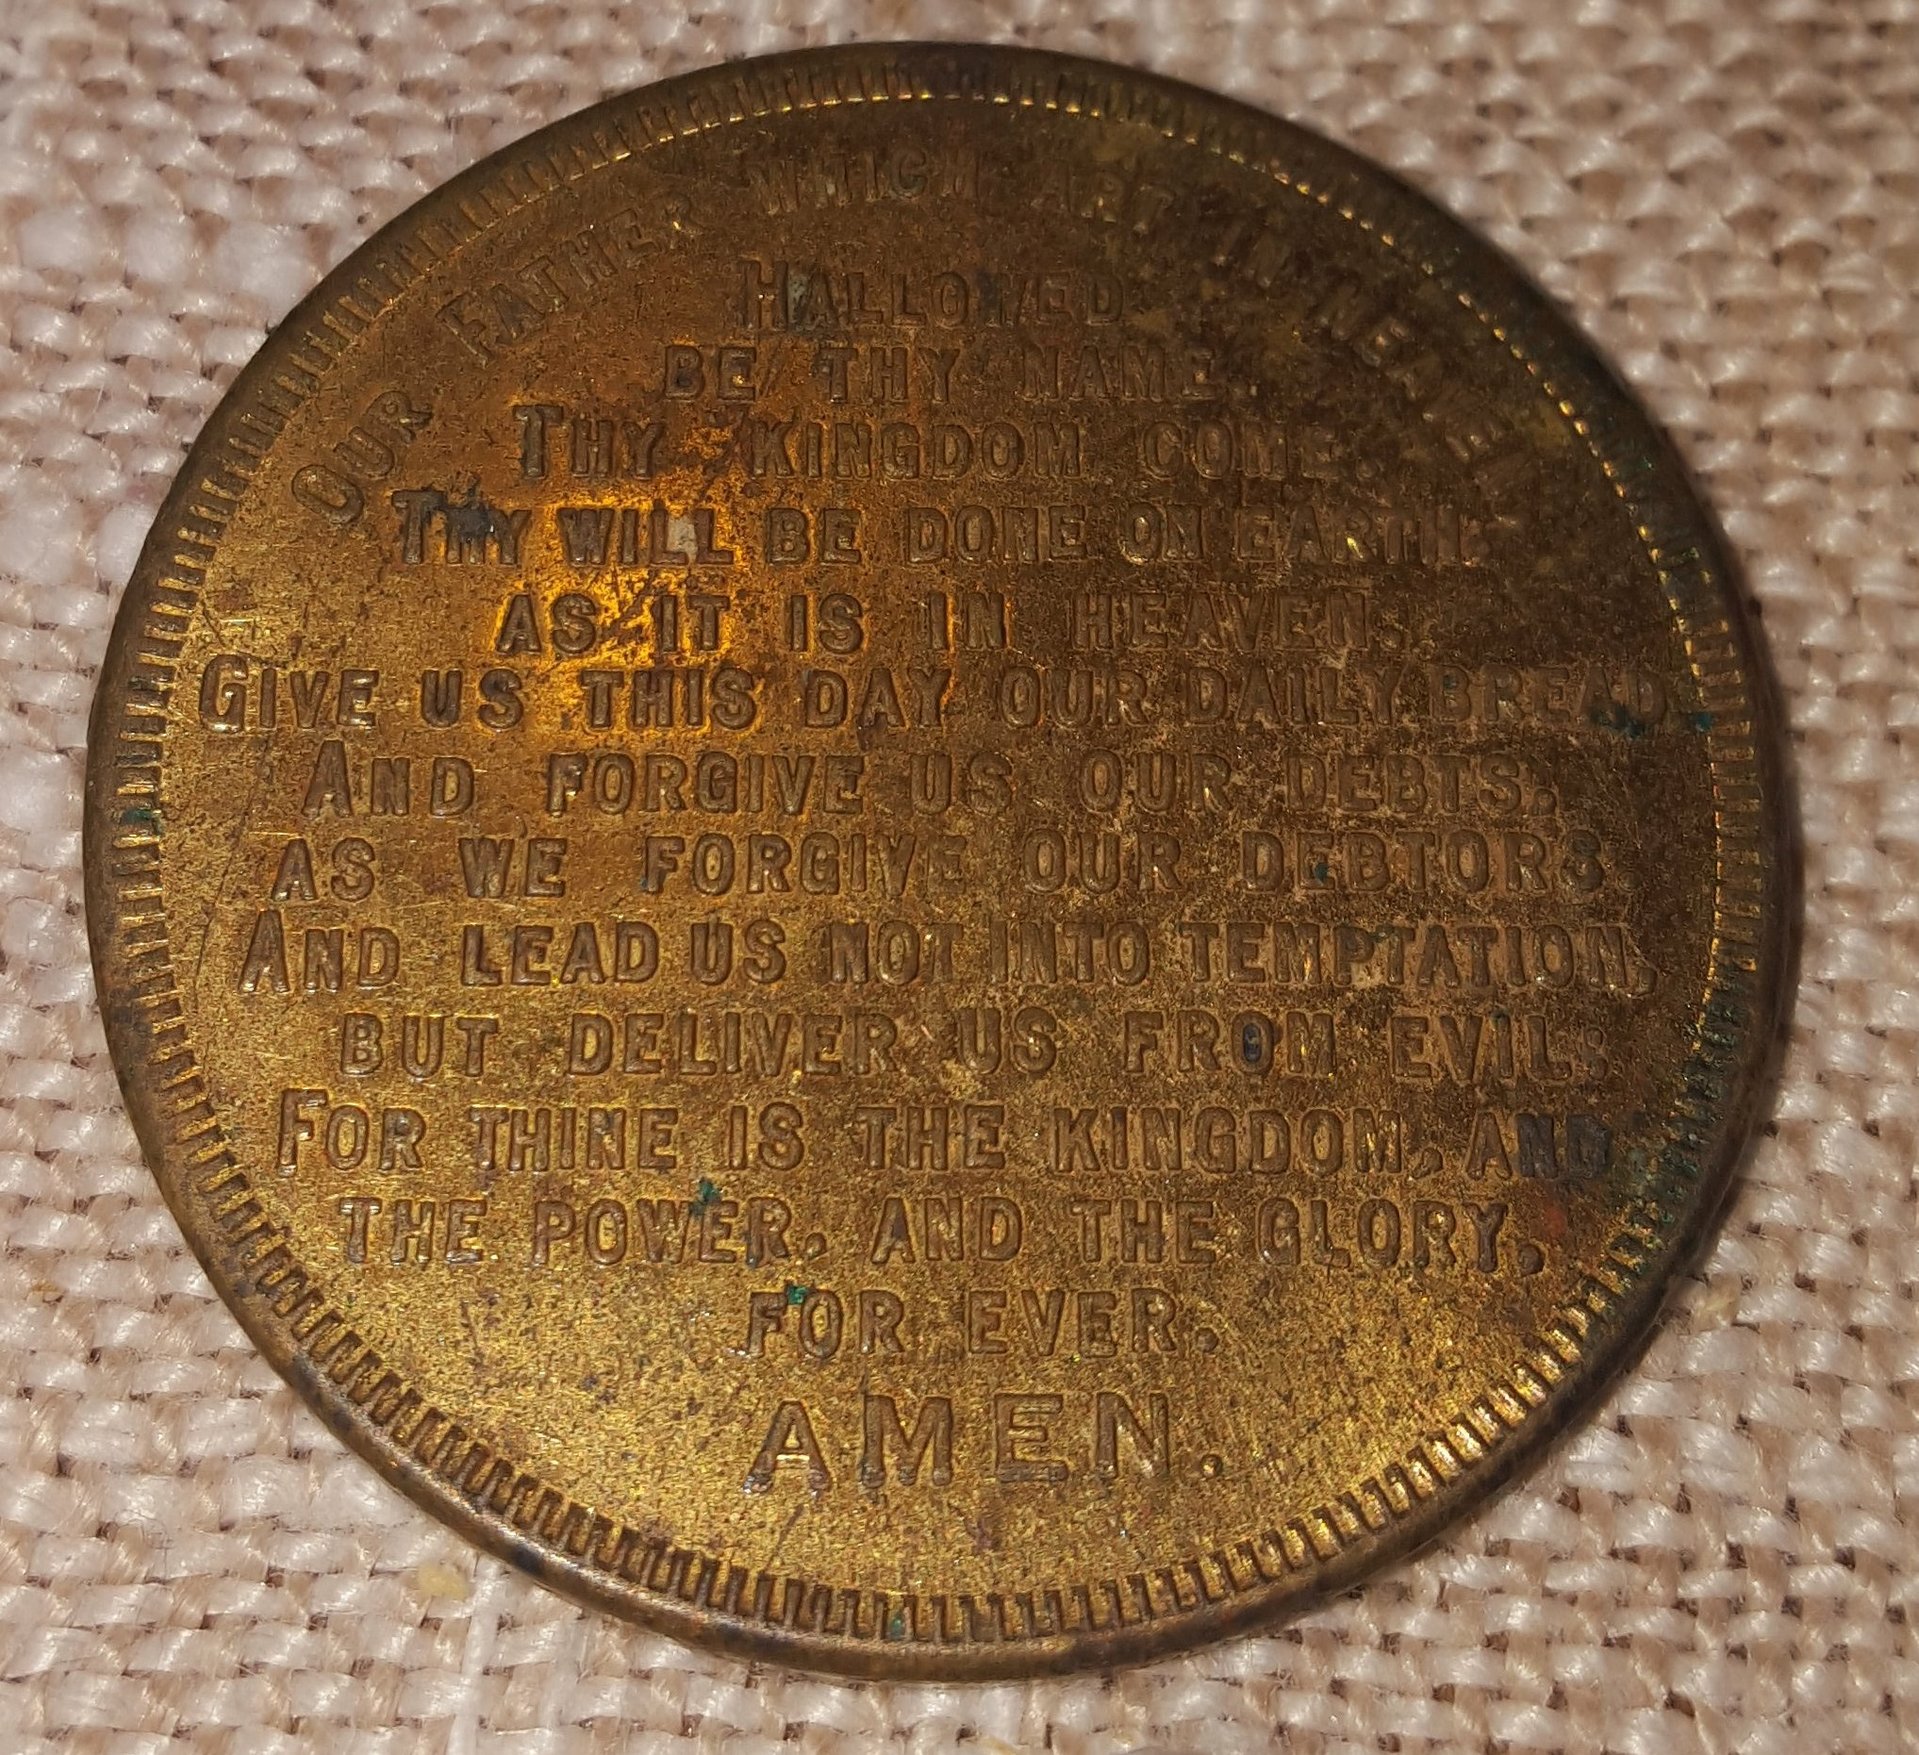 OUR FATHER WHICH ART IN HEAVEN
HALLOWED
BE THY NAME
THY KINGDOM COME.
THY WILL BE DONE ON EARTH.
AS IT IS IN HEAVEN.
GIVE US THIS DAY OUR DAILY BREAD.
AND FORGIVE US OUR DEBTS.
AS WE FORGIVE OUR DEBTORS.
AND LEAD US NOT INTO TEMPTATION,
BUT DELIVER US FROM EVIL:
FOR THINE IS THE KINGDOM, AND
THE POWER, AND THE GLORY,
FOR EVER.
AMEN.